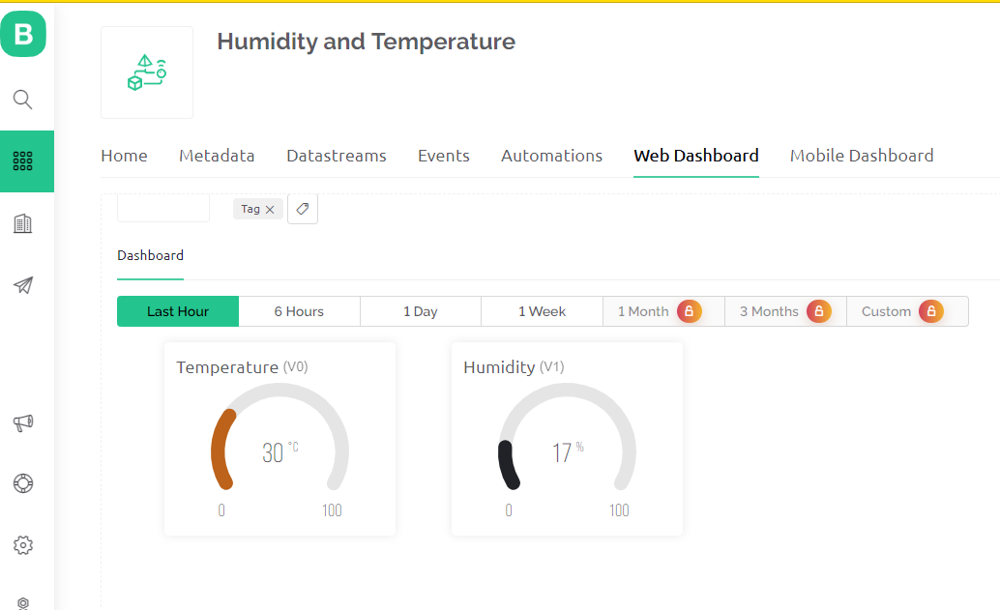 B
Humidity and Temperature
Home Metadata Datastreams Events Automations Web Dashboard Mobile Dashboard
Tag
Dashboard
Last Hour 6 Hours 1 Day 1 Week 1 Month 3 Months Custom
Temperature (V0) Humidity (V1)
30 °C 17 %
0 100 0 100